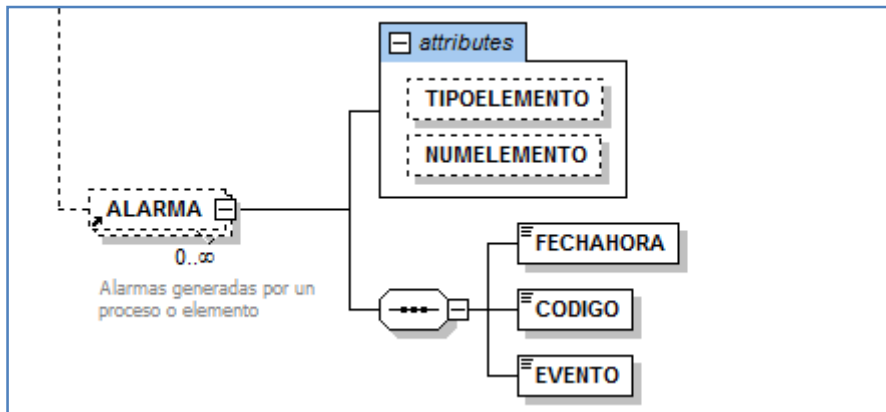 attributes
TIPOELEMENTO
NUMELEMENTO
ALARMA
0..∞
Alarmas generadas por un
proceso o elemento
FECHAHORA
CODIGO
EVENTO